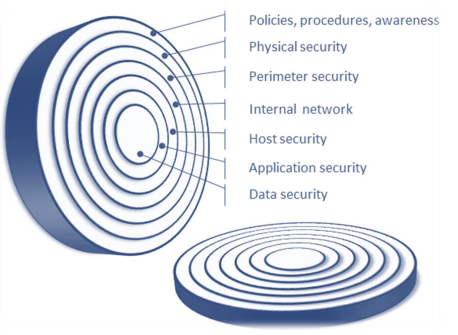 Policies, procedures, awareness
Physical security
Perimeter security
Internal network
Host security
Application security
Data security